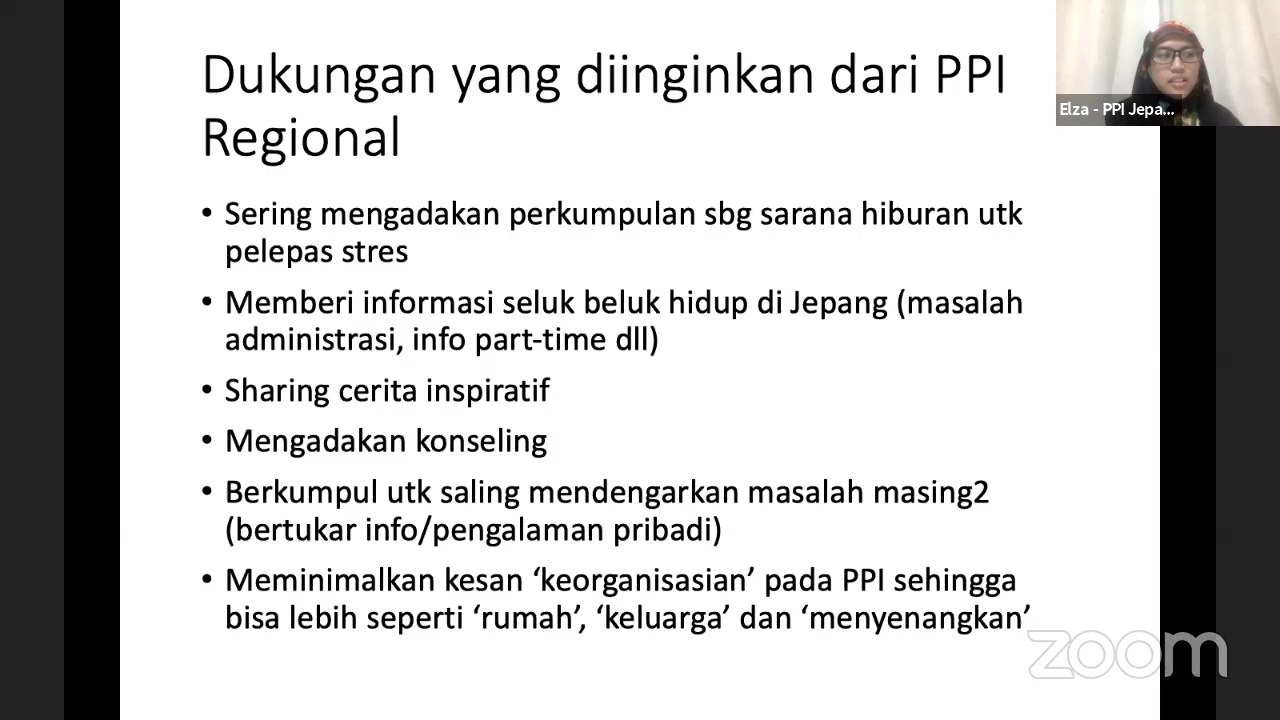 Dukungan yang diinginkan dari PPI
Regional
• Sering mengadakan perkumpulan sbg sarana hiburan utk
pelepas stres
• Memberi informasi seluk beluk hidup di Jepang (masalah
administrasi, info part-time dll)
• Sharing cerita inspiratif
• Mengadakan konseling
• Berkumpul utk saling mendengarkan masalah masing2
(bertukar info/pengalaman pribadi)
• Meminimalkan kesan ‘keorganisasian’ pada PPI sehingga
bisa lebih seperti ‘rumah’, ‘keluarga’ dan ‘menyenangkan’
Elza - PPI Jepa...
zoom